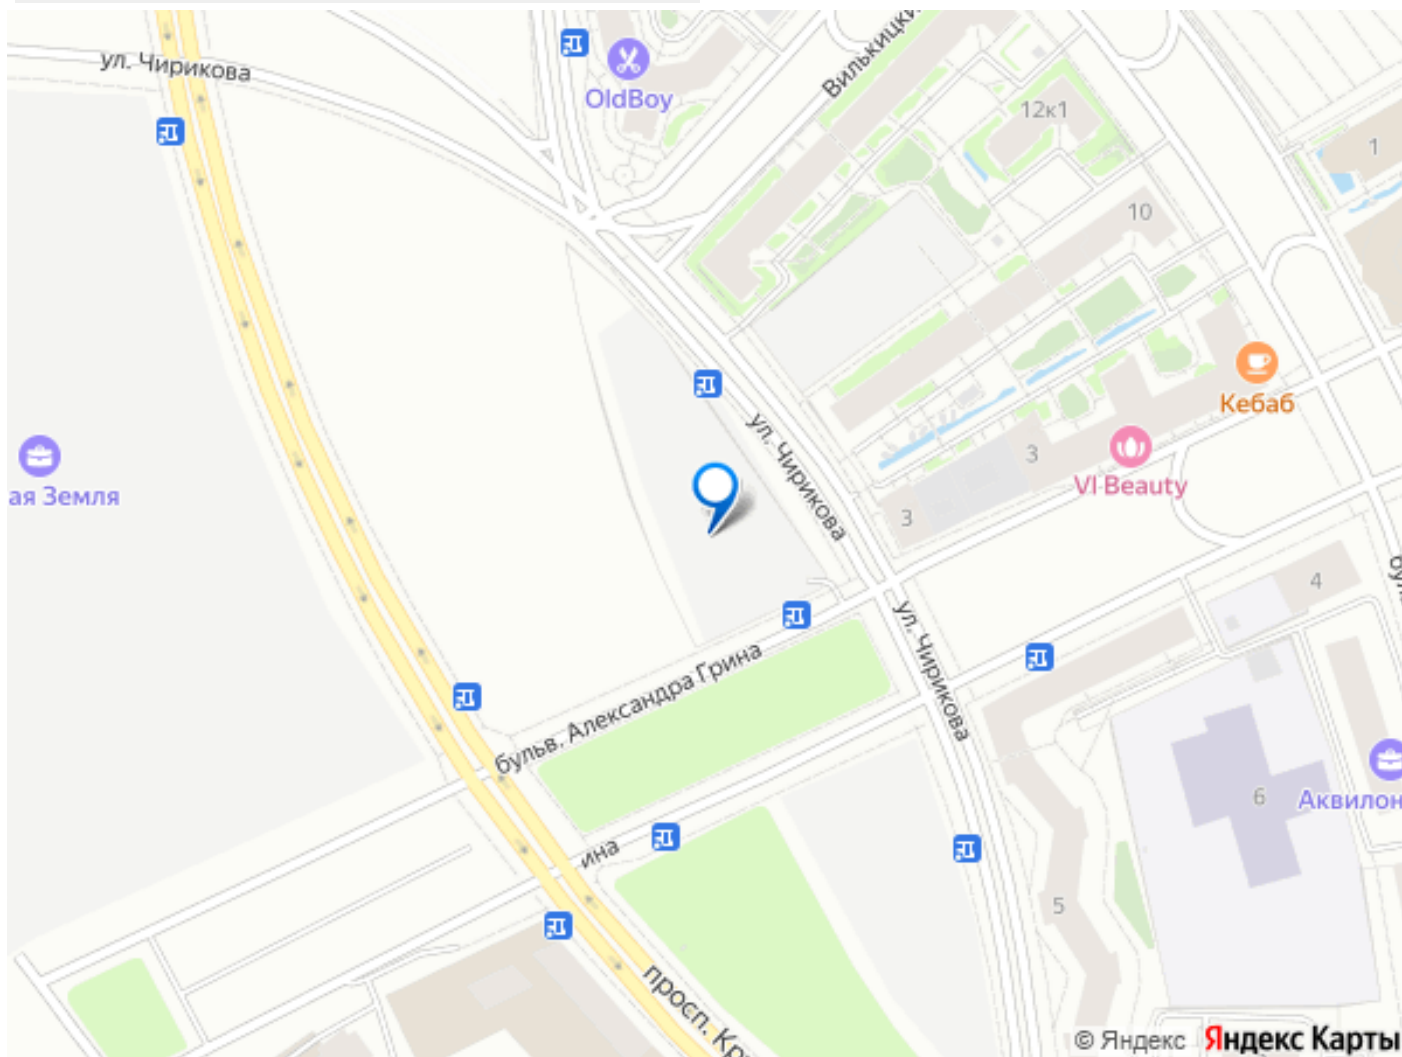 ул. Чирикова
OldBoy
Вилькицки
12к1
1
10
Кебаб
ул. Чирикова
3
VI Beauty
ая Земля
3
4
ул. Чирикова
бульв. Александра Грина
6
Аквилон
ина
5
просп. Кр
© Яндекс Яндекс Карты